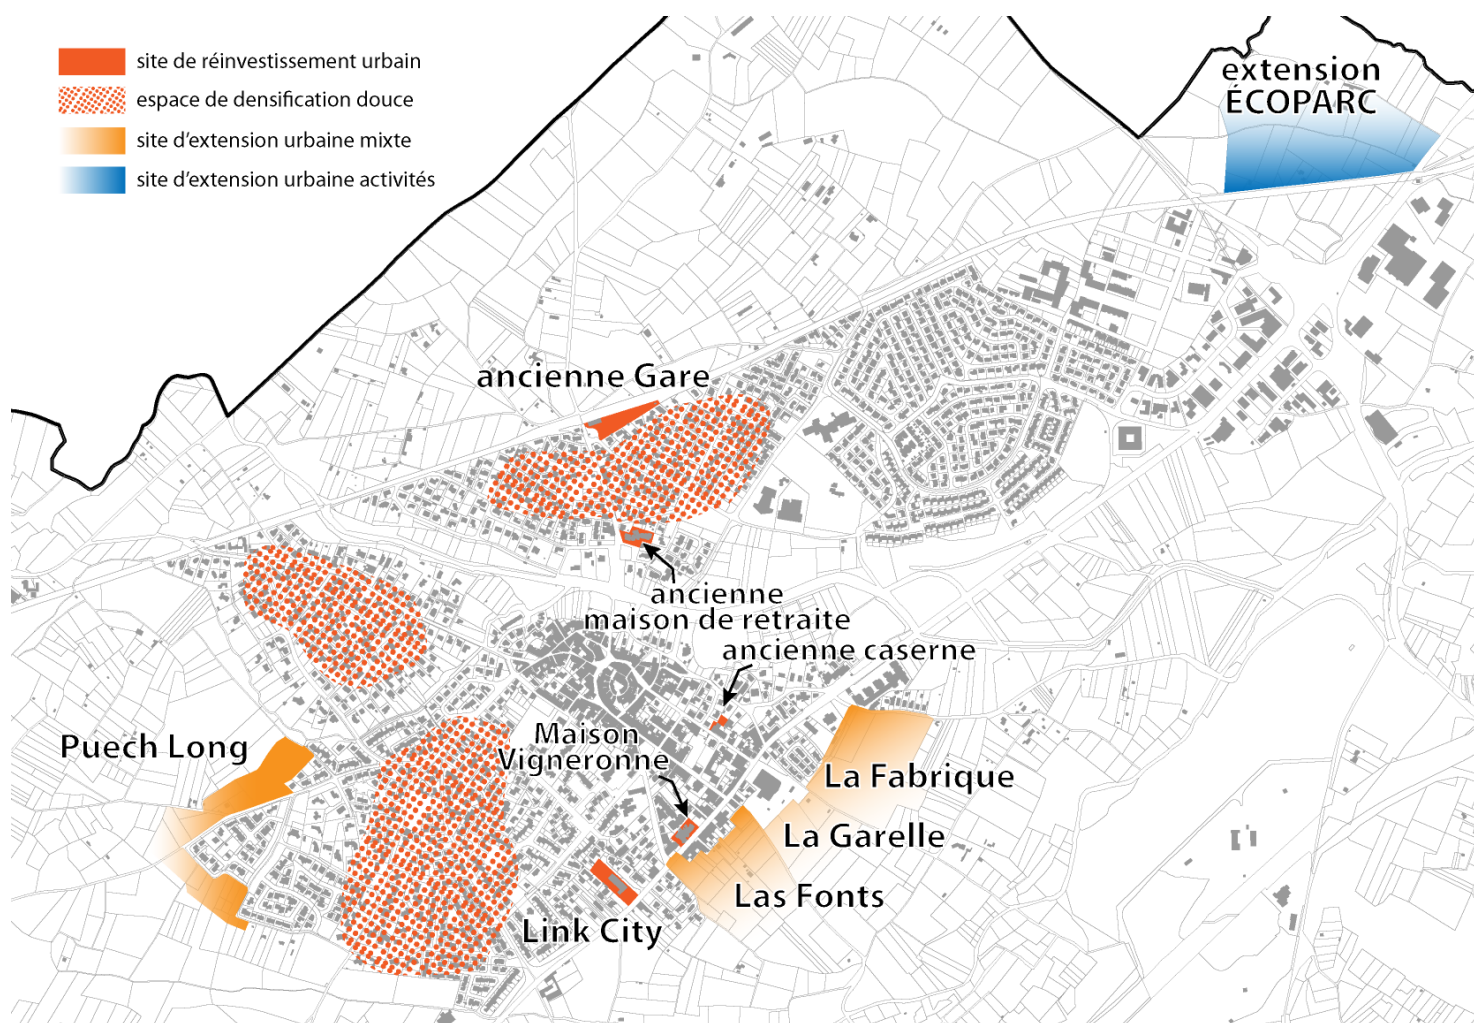 site de réinvestissement urbain
espace de densification douce
site d'extension urbaine mixte
site d'extension urbaine activités
extension
ÉCOPARC
ancienne Gare
ancienne
maison de retraite
ancienne caserne
Maison
Vigneronne
Puech Long
La Fabrique
La Garelle
Las Fonts
Link City